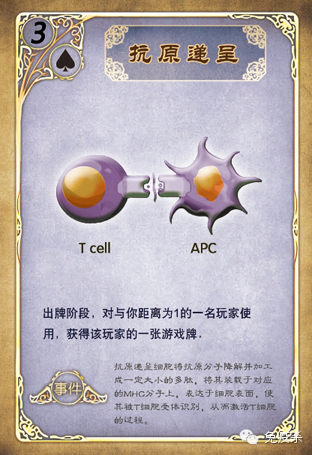 3
抗原递呈
T cell
APC
出牌阶段，对与你距离为1的一名玩家使
用，获得该玩家的一张游戏牌.
事件
抗原递呈细胞将抗原分子降解并加工
成一定大小的多肽，将其装载于对应
的MHC分子上，表达于细胞表面，使
其被T细胞受体识别，从而激活T细胞
的过程。
免疫杀